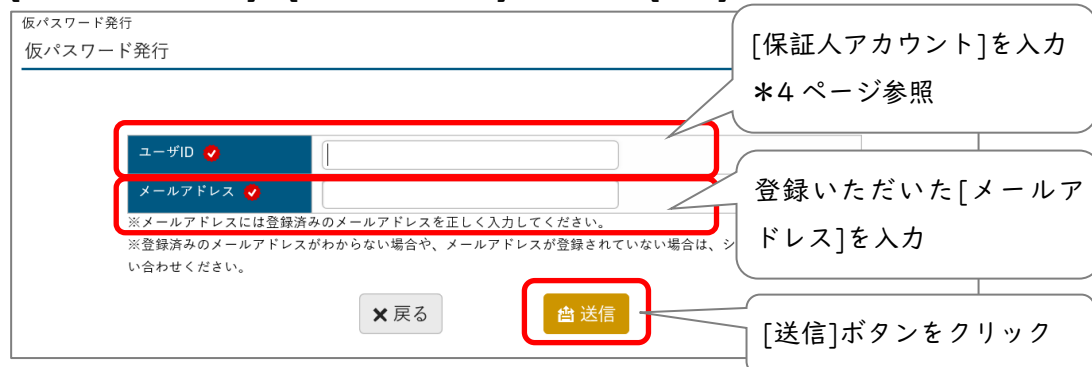 仮パスワード発行
仮パスワード発行
[保証人アカウント]を入力
＊4 ページ参照
ユーザID
メールアドレス
※メールアドレスには登録済みのメールアドレスを正しく入力してください。
※登録済みのメールアドレスがわからない場合や、メールアドレスが登録されていない場合は、シ
い合わせください。
登録いただいた[メールア
ドレス]を入力
戻る
送信
[送信]ボタンをクリック